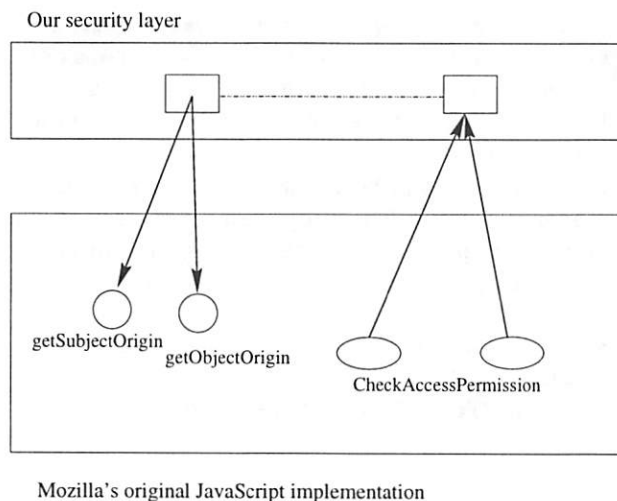 Our security layer
getSubjectOrigin
getObjectOrigin
CheckAccessPermission
Mozilla's original JavaScript implementation